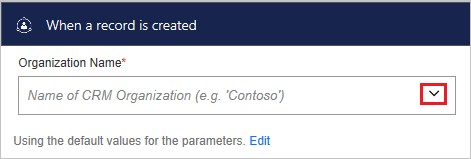 When a record is created
Organization Name*
Name of CRM Organization (e.g. 'Contoso')
Using the default values for the parameters. Edit